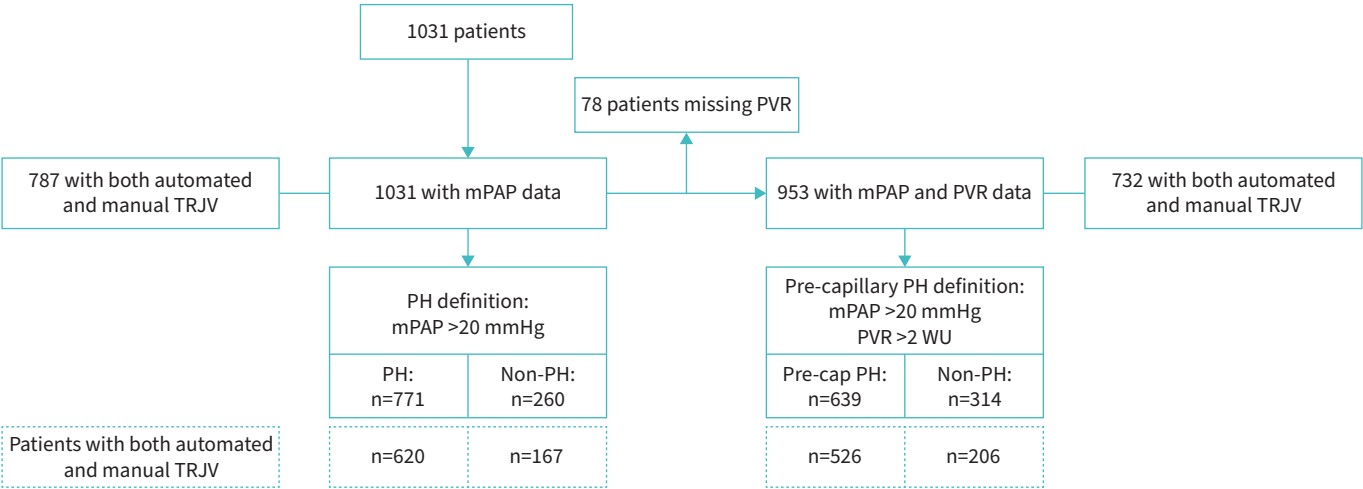 1031 patients
78 patients missing PVR
787 with both automated
and manual TRJV
1031 with mPAP data
953 with mPAP and PVR data
732 with both automated
and manual TRJV
PH definition:
mPAP >20 mmHg
Pre-capillary PH definition:
mPAP >20 mmHg
PVR >2 WU
PH:
n=771
Non-PH:
n=260
Pre-cap PH:
n=639
Non-PH:
n=314
Patients with both automated
and manual TRJV
n=620
n=167
n=526
n=206